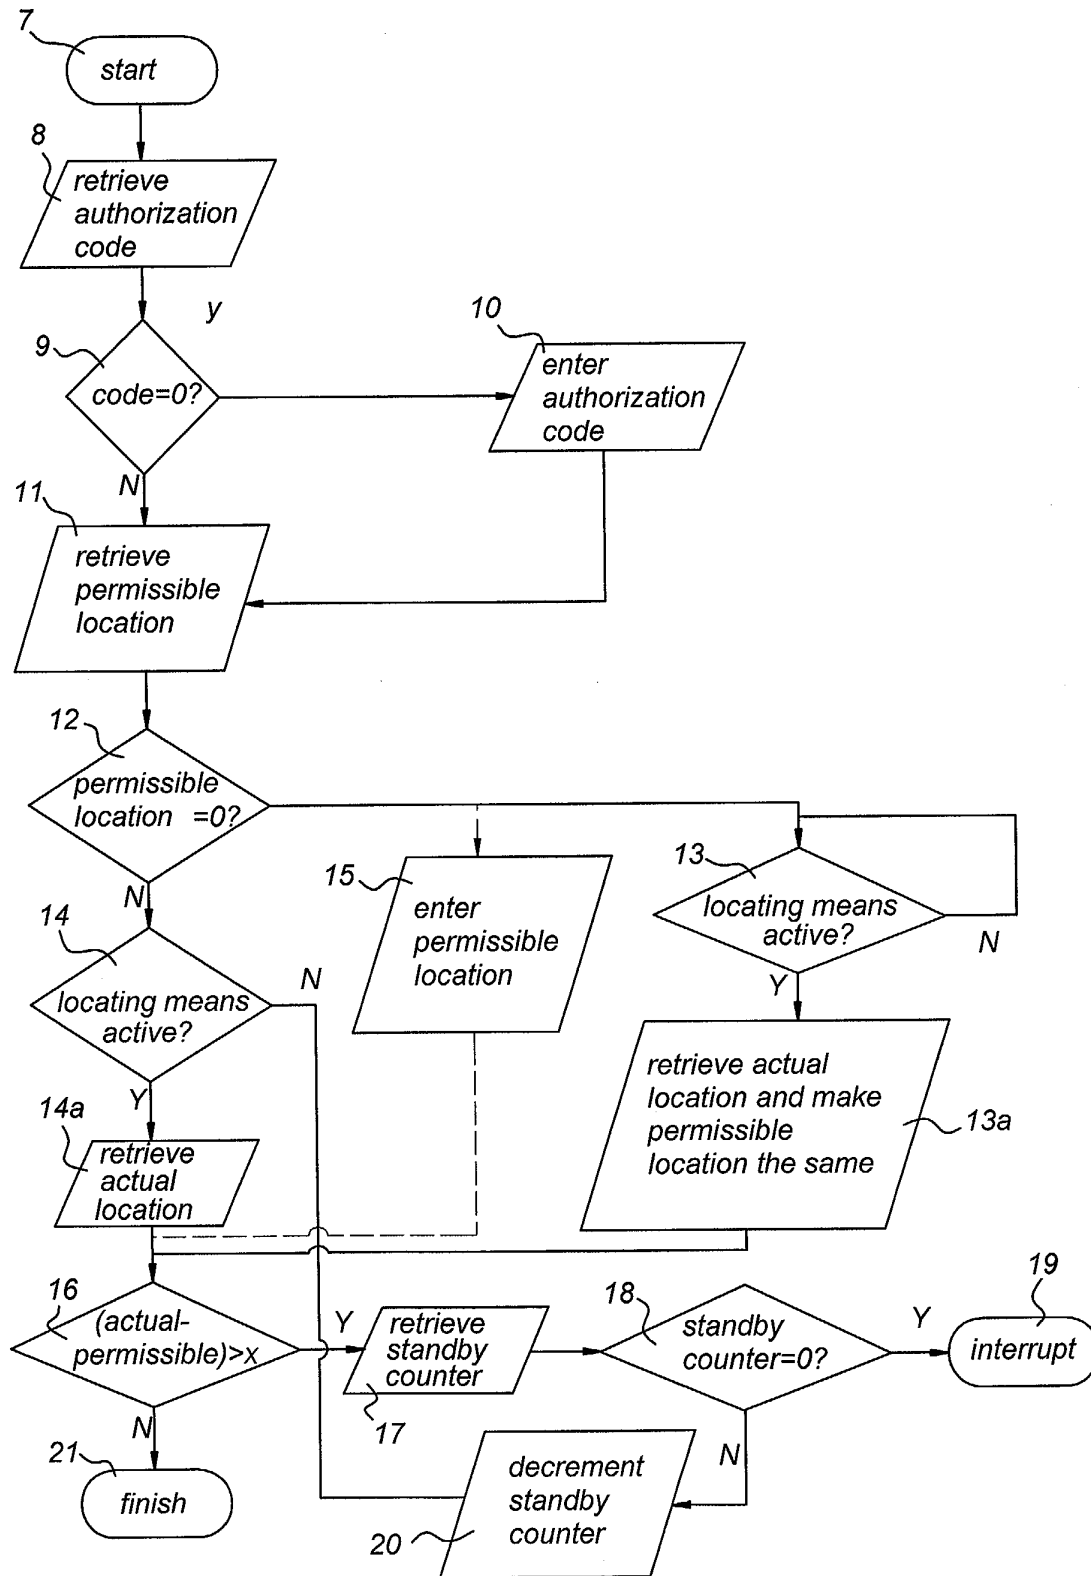 7
start
8
retrieve
authorization
code
y
9
code=0?
10
enter
authorization
code
N
11
retrieve
permissible
location
12
permissible
location =0?
N
15
enter
permissible
location
13
locating means
active?
N
Y
14
locating means
active?
N
Y
retrieve actual
location and make
permissible
location the same
13a
14a
retrieve
actual
location
16
(actual-
permissible)>x
Y
retrieve
standby
counter
17
18
standby
counter=0?
Y
19
interrupt
N
N
21
finish
decrement
standby
counter
20